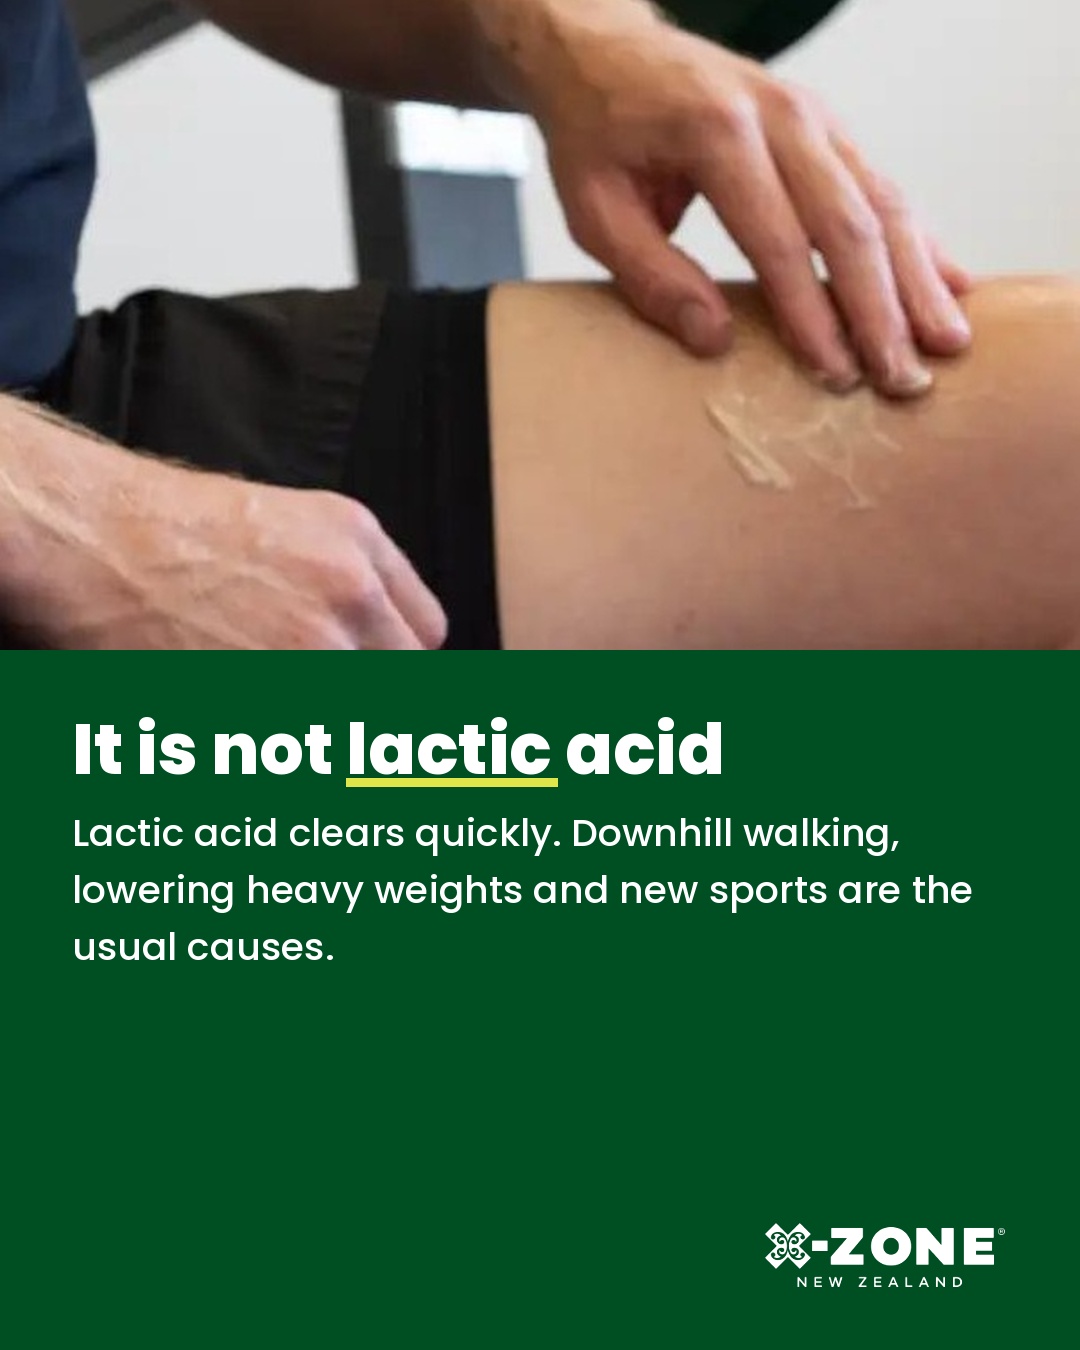 It is not lactic acid
Lactic acid clears quickly. Downhill walking,
lowering heavy weights and new sports are the
usual causes.
X-ZONE®
NEW ZEALAND